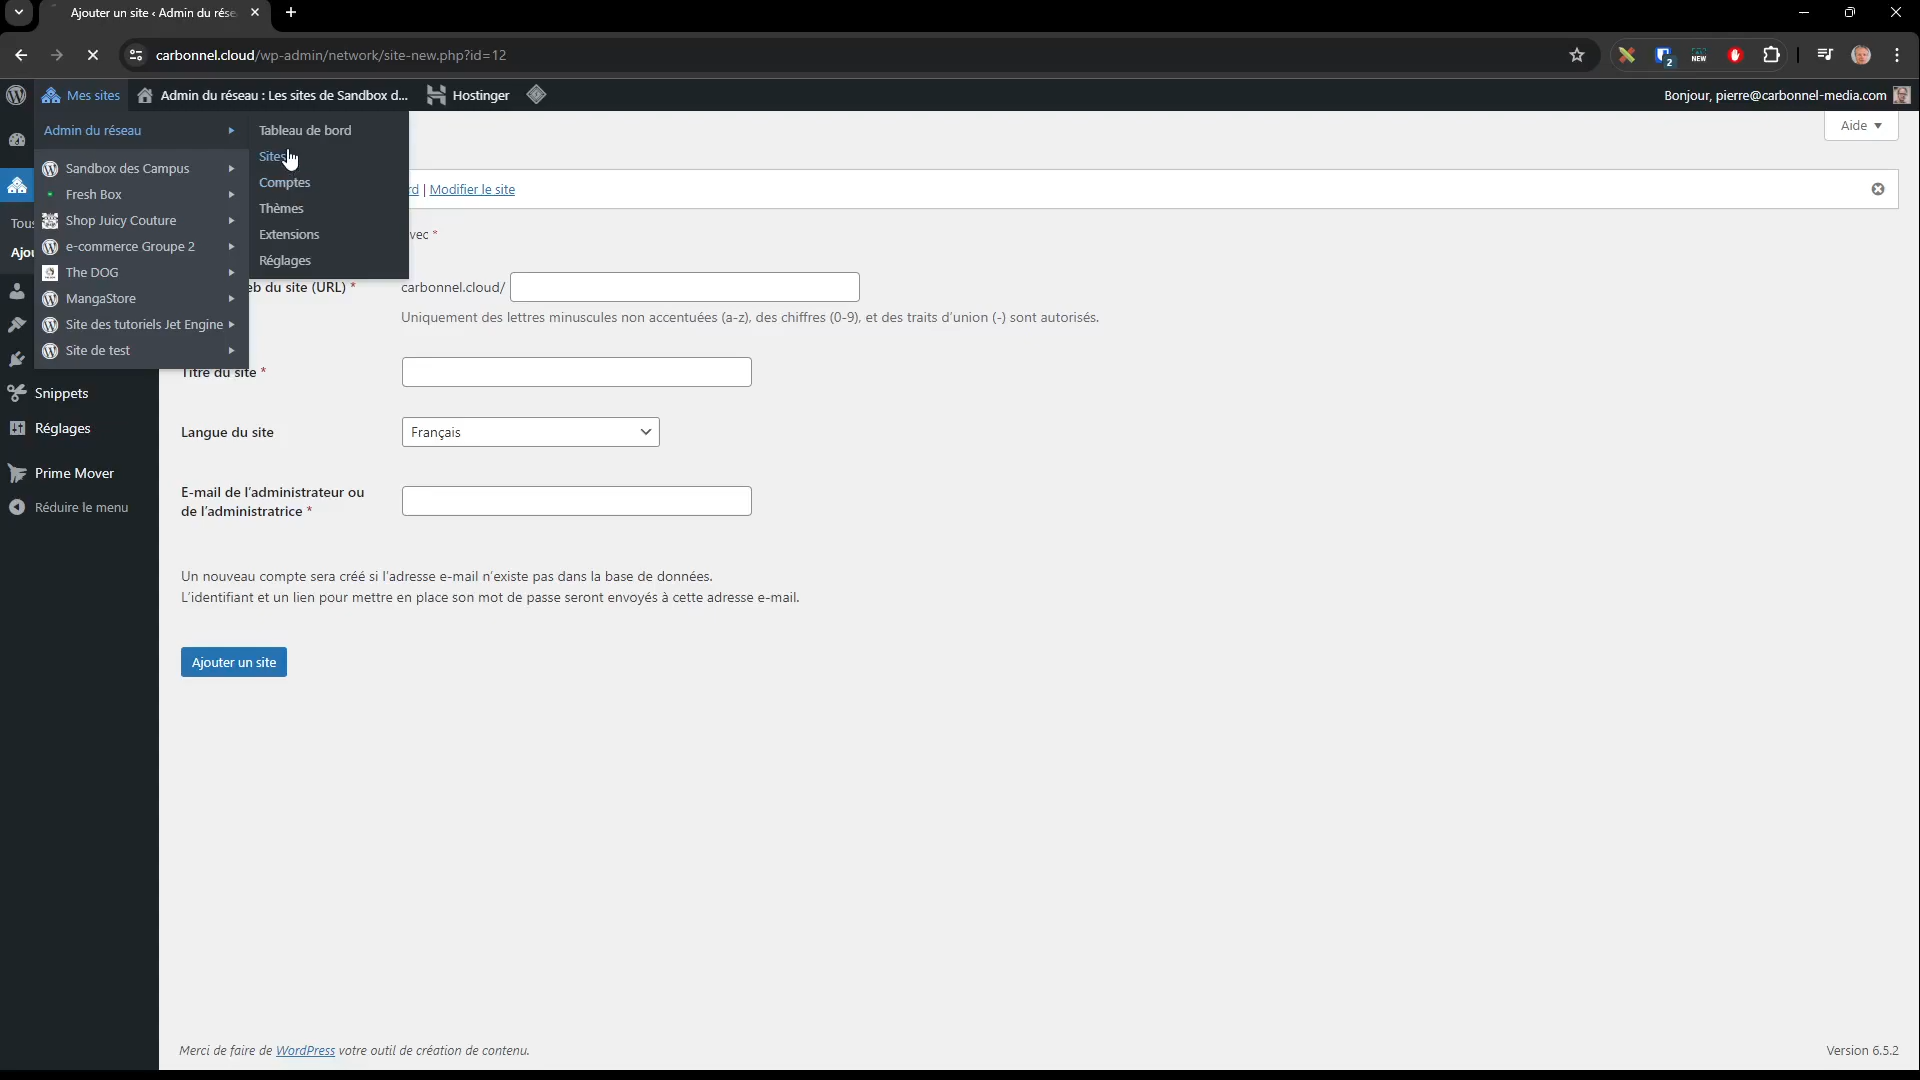 Ajouter un site ‹ Admin du rése
carbonnel.cloud/wp-admin/network/site-new.php?id=12
2
NEW
Mes sites
Admin du réseau : Les sites de Sandbox d...
Hostinger
Bonjour, pierre@carbonnel-media.com
Aide
Admin du réseau
Tableau de bord
Sites
Comptes
Thèmes
Extensions
Réglages
Sandbox des Campus
Fresh Box
Shop Juicy Couture
e-commerce Groupe 2
The DOG
MangaStore
Site des tutoriels Jet Engine
Site de test
Tous
Ajou
Snippets
Réglages
Prime Mover
Réduire le menu
rd | Modifier le site
vec *
eb du site (URL) *
carbonnel.cloud/
Uniquement des lettres minuscules non accentuées (a-z), des chiffres (0-9), et des traits d'union (-) sont autorisés.
Titre du site *
Langue du site
Français
E-mail de l'administrateur ou
de l'administratrice *
Un nouveau compte sera créé si l'adresse e-mail n'existe pas dans la base de données.
L'identifiant et un lien pour mettre en place son mot de passe seront envoyés à cette adresse e-mail.
Ajouter un site
Merci de faire de WordPress votre outil de création de contenu.
Version 6.5.2